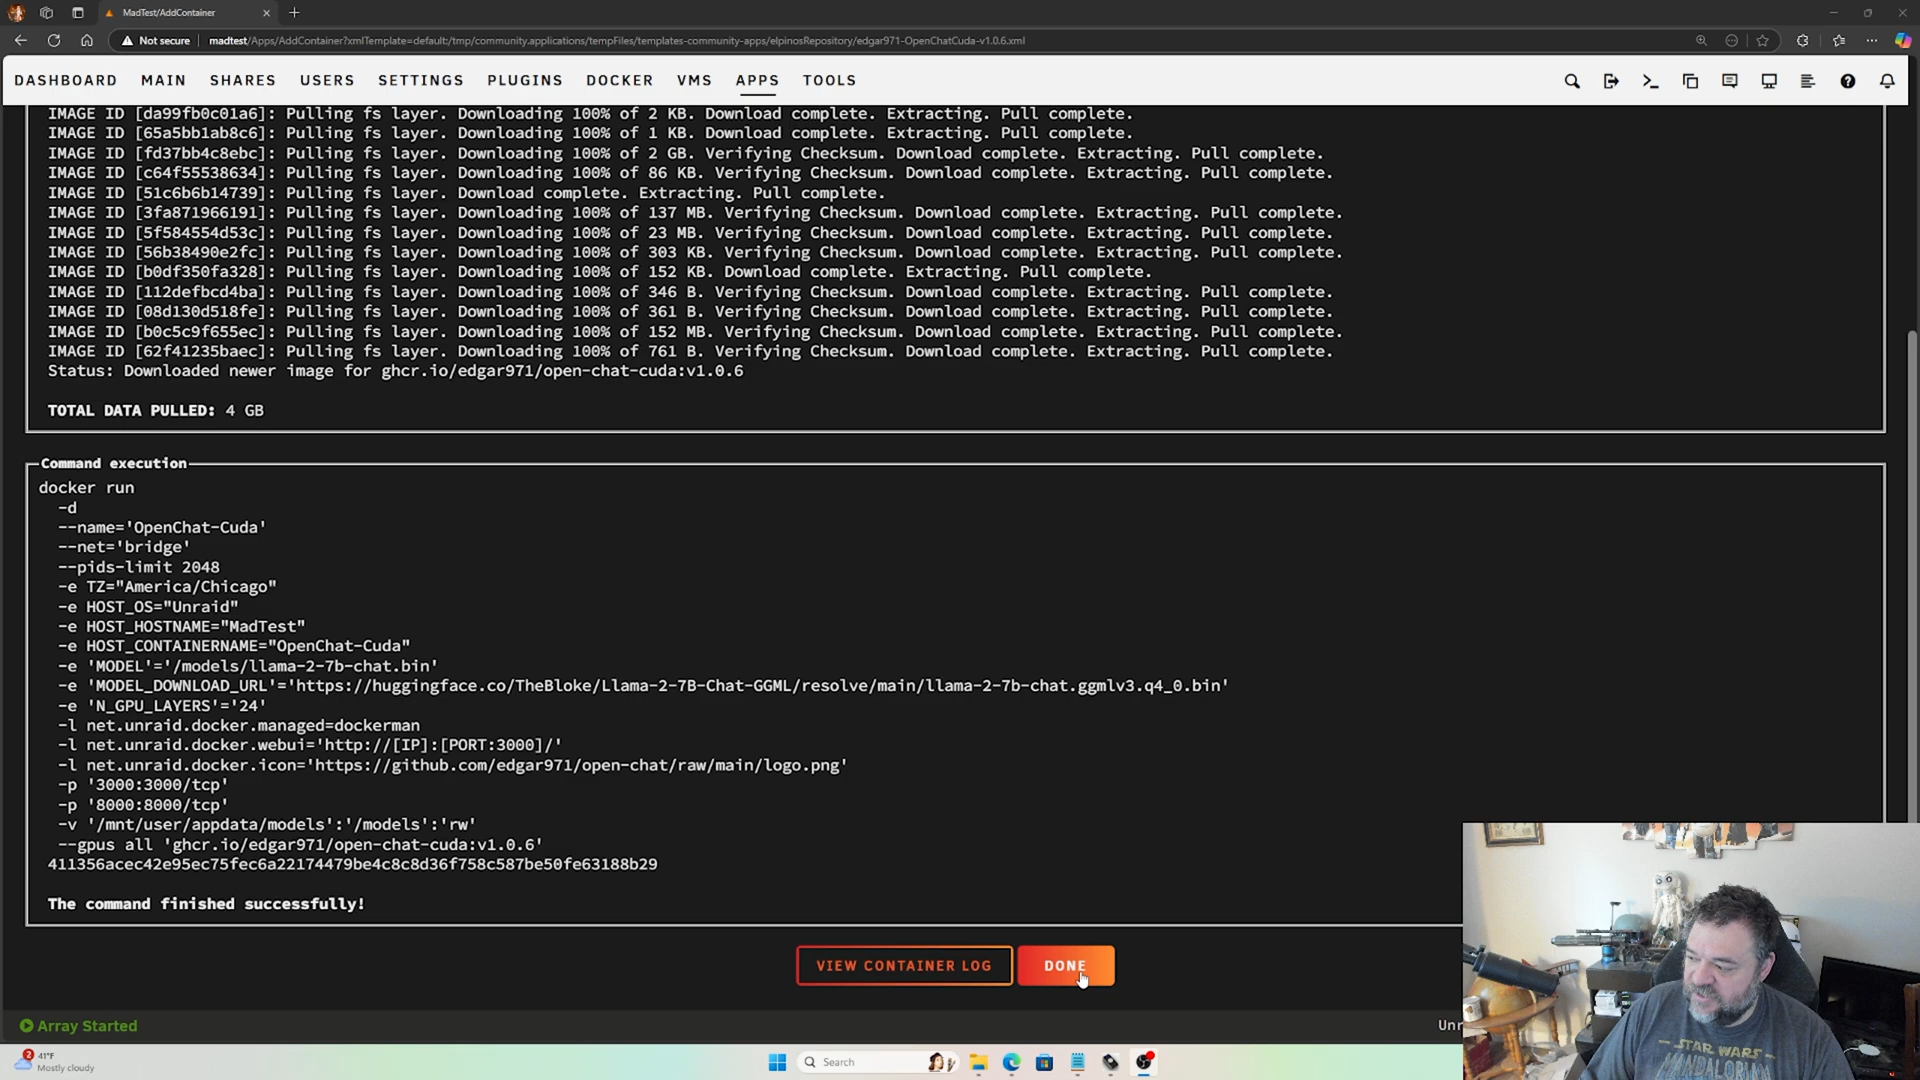 MadTest/AddContainer
Not secure
madtest/Apps/AddContainer?xmlTemplate=default:/tmp/community.applications/tempFiles/templates-community-apps/elpinosRepository/edgar971-OpenChatCuda-v1.0.6.xml
DASHBOARD MAIN SHARES USERS SETTINGS PLUGINS DOCKER VMS APPS TOOLS
IMAGE ID [da99fb0c01a6]: Pulling fs layer. Downloading 100% of 2 KB. Download complete. Extracting. Pull complete.
IMAGE ID [65a5bb1ab8c6]: Pulling fs layer. Downloading 100% of 1 KB. Download complete. Extracting. Pull complete.
IMAGE ID [fd37bb4c8ebc]: Pulling fs layer. Downloading 100% of 2 GB. Verifying Checksum. Download complete. Extracting. Pull complete.
IMAGE ID [c64f55538634]: Pulling fs layer. Downloading 100% of 86 KB. Verifying Checksum. Download complete. Extracting. Pull complete.
IMAGE ID [51c6b6b14739]: Pulling fs layer. Download complete. Extracting. Pull complete.
IMAGE ID [3fa871966191]: Pulling fs layer. Downloading 100% of 137 MB. Verifying Checksum. Download complete. Extracting. Pull complete.
IMAGE ID [5f584554d53c]: Pulling fs layer. Downloading 100% of 23 MB. Verifying Checksum. Download complete. Extracting. Pull complete.
IMAGE ID [56b38490e2fc]: Pulling fs layer. Downloading 100% of 303 KB. Verifying Checksum. Download complete. Extracting. Pull complete.
IMAGE ID [b0df350fa328]: Pulling fs layer. Downloading 100% of 152 KB. Download complete. Extracting. Pull complete.
IMAGE ID [112defbcd4ba]: Pulling fs layer. Downloading 100% of 346 B. Verifying Checksum. Download complete. Extracting. Pull complete.
IMAGE ID [08d130d518fe]: Pulling fs layer. Downloading 100% of 361 B. Verifying Checksum. Download complete. Extracting. Pull complete.
IMAGE ID [b0c5c9f655ec]: Pulling fs layer. Downloading 100% of 152 MB. Verifying Checksum. Download complete. Extracting. Pull complete.
IMAGE ID [62f41235baec]: Pulling fs layer. Downloading 100% of 761 B. Verifying Checksum. Download complete. Extracting. Pull complete.
Status: Downloaded newer image for ghcr.io/edgar971/open-chat-cuda:v1.0.6
TOTAL DATA PULLED: 4 GB
Command execution
docker run
-d
--name='OpenChat-Cuda'
--net='bridge'
--pids-limit 2048
-e TZ="America/Chicago"
-e HOST_OS="Unraid"
-e HOST_HOSTNAME="MadTest"
-e HOST_CONTAINERNAME="OpenChat-Cuda"
-e 'MODEL'='/models/llama-2-7b-chat.bin'
-e 'MODEL_DOWNLOAD_URL'='https://huggingface.co/TheBloke/Llama-2-7B-Chat-GGML/resolve/main/llama-2-7b-chat.ggmlv3.q4_0.bin'
-e 'N_GPU_LAYERS'='24'
-l net.unraid.docker.managed=dockerman
-l net.unraid.docker.webui='http://[IP]:[PORT:3000]/'
-l net.unraid.docker.icon='https://github.com/edgar971/open-chat/raw/main/logo.png'
-p '3000:3000/tcp'
-p '8000:8000/tcp'
-v '/mnt/user/appdata/models':'/models':'rw'
--gpus all 'ghcr.io/edgar971/open-chat-cuda:v1.0.6'
411356acec42e95ec75fec6a22174479be4c8c8d36f758c587be50fe63188b29
The command finished successfully!
VIEW CONTAINER LOG DONE
Array Started
Unr
2
41°F
Mostly cloudy
Search
STAR WARS
MANDALORIAN